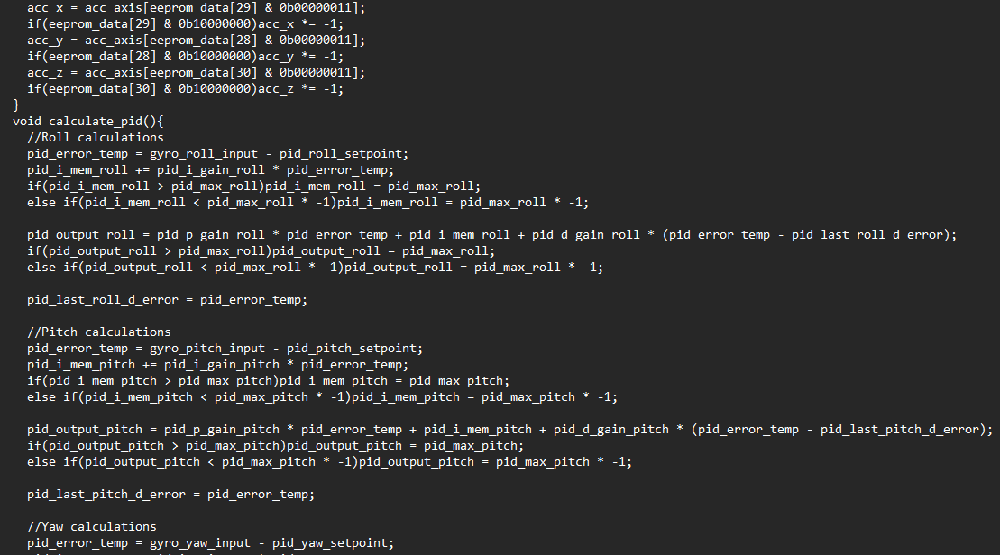 acc_x = acc_axis[eeprom_data[29] & 0b00000011];
if(eeprom_data[29] & 0b10000000)acc_x *= -1;
acc_y = acc_axis[eeprom_data[28] & 0b00000011];
if(eeprom_data[28] & 0b10000000)acc_y *= -1;
acc_z = acc_axis[eeprom_data[30] & 0b00000011];
if(eeprom_data[30] & 0b10000000)acc_z *= -1;
}
void calculate_pid(){
//Roll calculations
pid_error_temp = gyro_roll_input - pid_roll_setpoint;
pid_i_mem_roll += pid_i_gain_roll * pid_error_temp;
if(pid_i_mem_roll > pid_max_roll)pid_i_mem_roll = pid_max_roll;
else if(pid_i_mem_roll < pid_max_roll * -1)pid_i_mem_roll = pid_max_roll * -1;
pid_output_roll = pid_p_gain_roll * pid_error_temp + pid_i_mem_roll + pid_d_gain_roll * (pid_error_temp - pid_last_roll_d_error);
if(pid_output_roll > pid_max_roll)pid_output_roll = pid_max_roll;
else if(pid_output_roll < pid_max_roll * -1)pid_output_roll = pid_max_roll * -1;
pid_last_roll_d_error = pid_error_temp;
//Pitch calculations
pid_error_temp = gyro_pitch_input - pid_pitch_setpoint;
pid_i_mem_pitch += pid_i_gain_pitch * pid_error_temp;
if(pid_i_mem_pitch > pid_max_pitch)pid_i_mem_pitch = pid_max_pitch;
else if(pid_i_mem_pitch < pid_max_pitch * -1)pid_i_mem_pitch = pid_max_pitch * -1;
pid_output_pitch = pid_p_gain_pitch * pid_error_temp + pid_i_mem_pitch + pid_d_gain_pitch * (pid_error_temp - pid_last_pitch_d_error);
if(pid_output_pitch > pid_max_pitch)pid_output_pitch = pid_max_pitch;
else if(pid_output_pitch < pid_max_pitch * -1)pid_output_pitch = pid_max_pitch * -1;
pid_last_pitch_d_error = pid_error_temp;
//Yaw calculations
pid_error_temp = gyro_yaw_input - pid_yaw_setpoint;